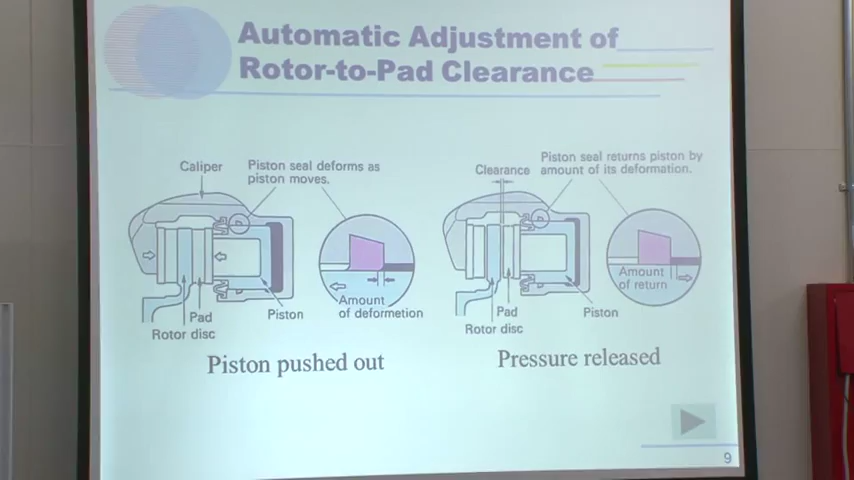 Automatic Adjustment of
Rotor-to-Pad Clearance
Caliper
Piston seal deforms as
piston moves.
Pad
Rotor disc
Piston
Amount
of deformetion
Piston pushed out
Clearance
Piston seal returns piston by
amount of its deformation.
Pad
Rotor disc
Piston
Amount
of return
Pressure released
9